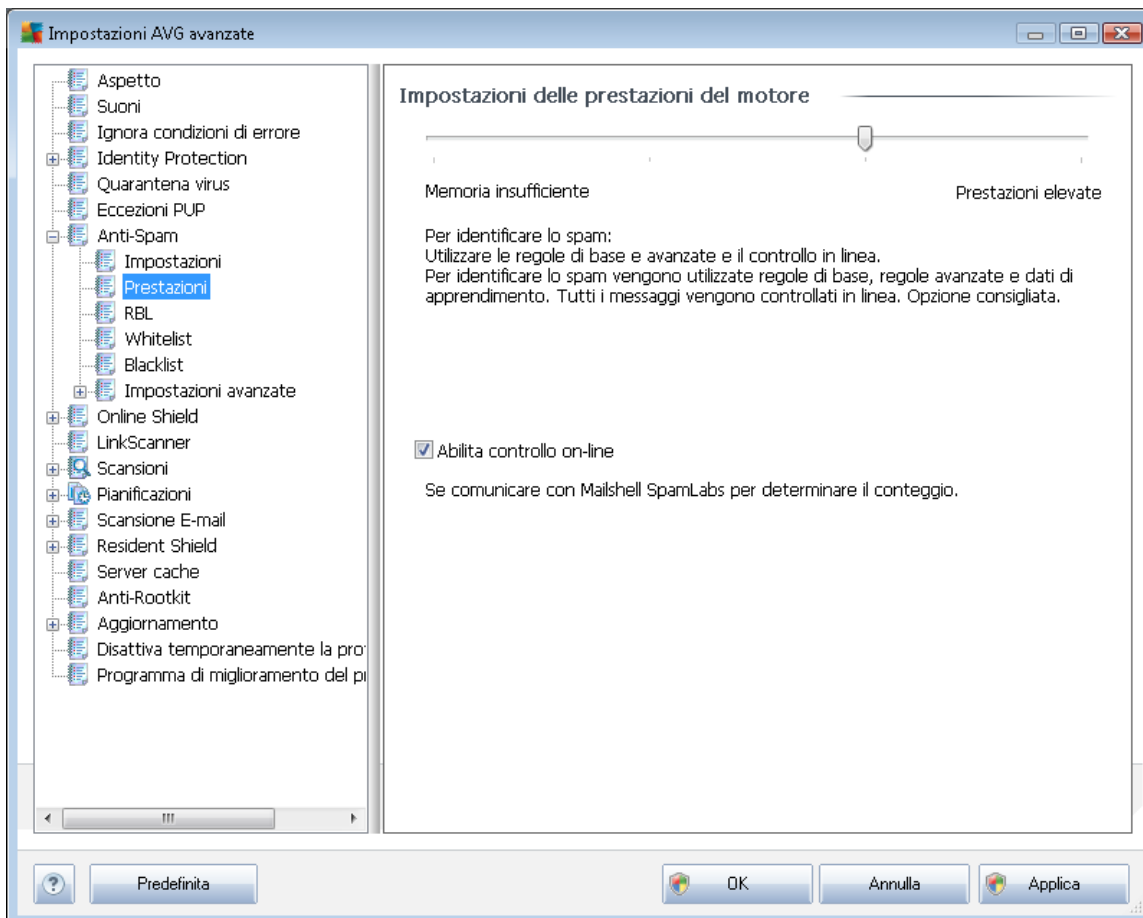 Impostazioni AVG avanzate
Aspetto
Suoni
Ignora condizioni di errore
Identity Protection
Quarantena virus
Eccezioni PUP
Anti-Spam
Impostazioni
Prestazioni
RBL
Whitelist
Blacklist
Impostazioni avanzate
Online Shield
LinkScanner
Scansioni
Pianificazioni
Scansione E-mail
Resident Shield
Server cache
Anti-Rootkit
Aggiornamento
Disattiva temporaneamente la pro
Programma di miglioramento del p
Impostazioni delle prestazioni del motore
Memoria insufficiente Prestazioni elevate
Per identificare lo spam:
Utilizzare le regole di base e avanzate e il controllo in linea.
Per identificare lo spam vengono utilizzate regole di base, regole avanzate e dati di
apprendimento. Tutti i messaggi vengono controllati in linea. Opzione consigliata.
Abilita controllo on-line
Se comunicare con Mailshell SpamLabs per determinare il conteggio.
? Predefinita OK Annulla Applica